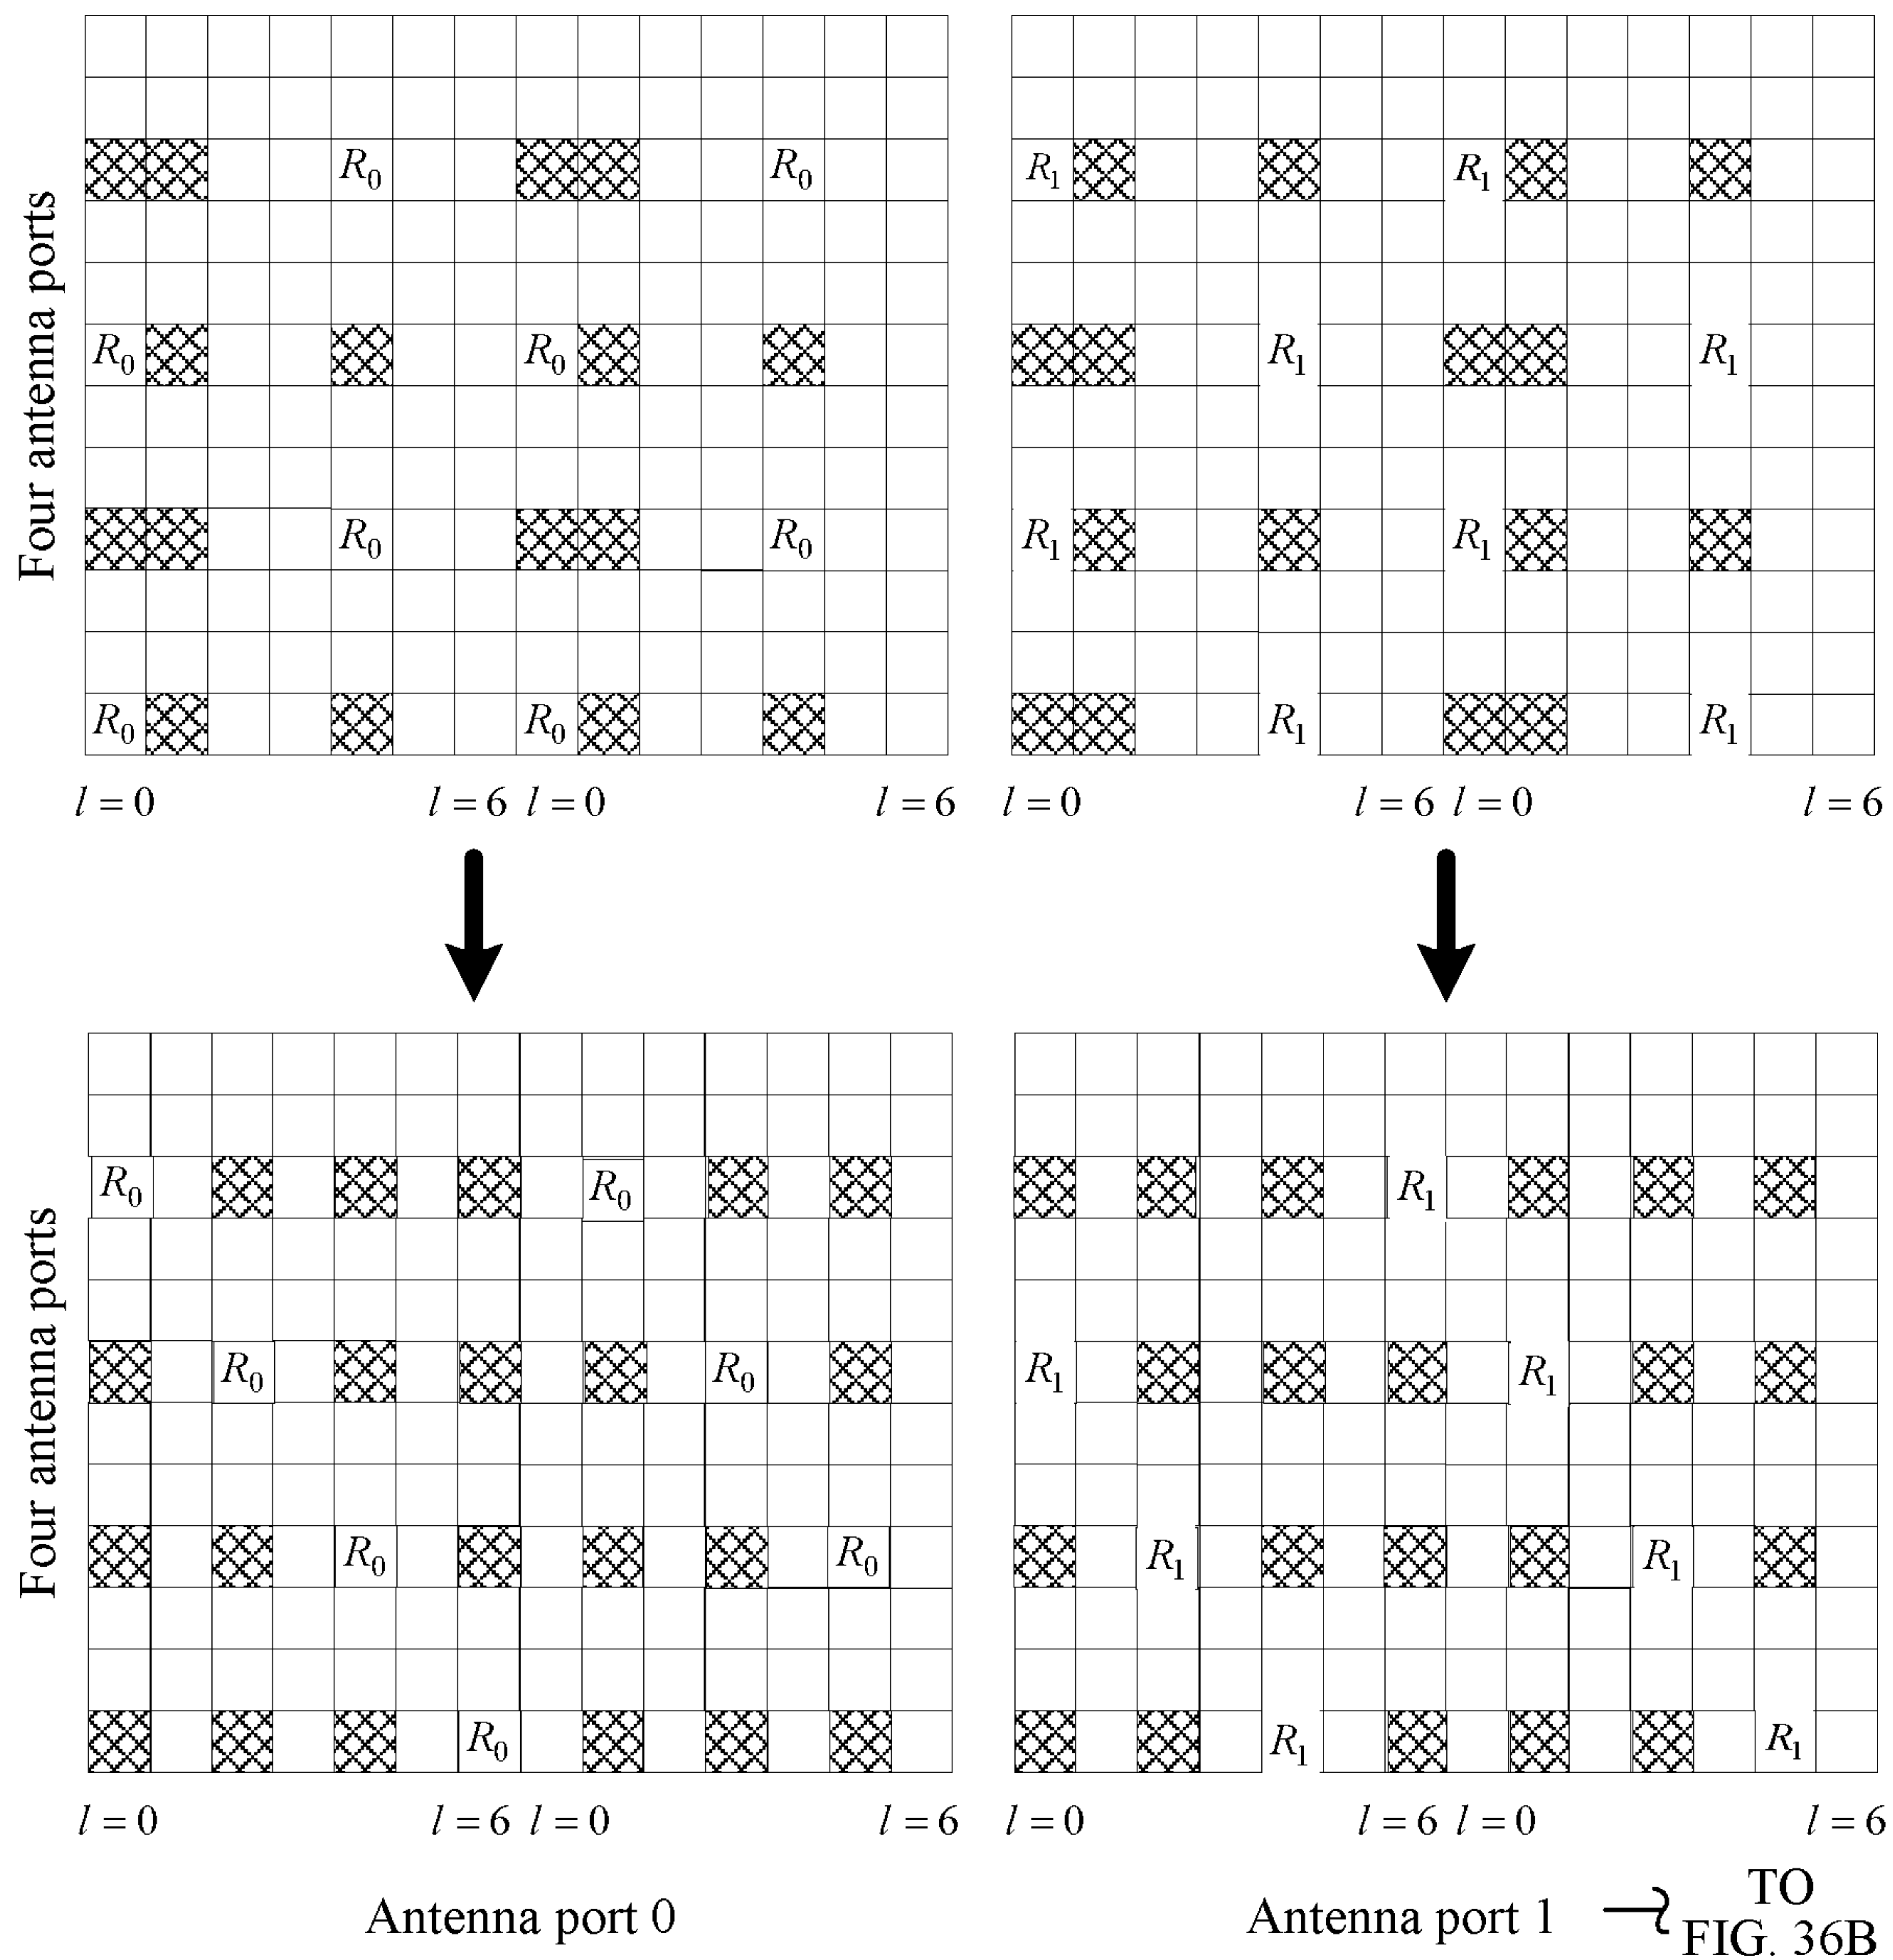 Four antenna ports
R0 R0
R0 R0
R0 R0
R0 R0
l = 0 l = 6 l = 0 l = 6
R1 R1
R1 R1
R1 R1
R1 R1
l = 0 l = 6 l = 0 l = 6
Four antenna ports
R0 R0
R0 R0
R0 R0
R0
l = 0 l = 6 l = 0 l = 6
Antenna port 0
R1
R1 R1
R1 R1
R1 R1
l = 0 l = 6 l = 0 l = 6
Antenna port 1
TO
FIG. 36B